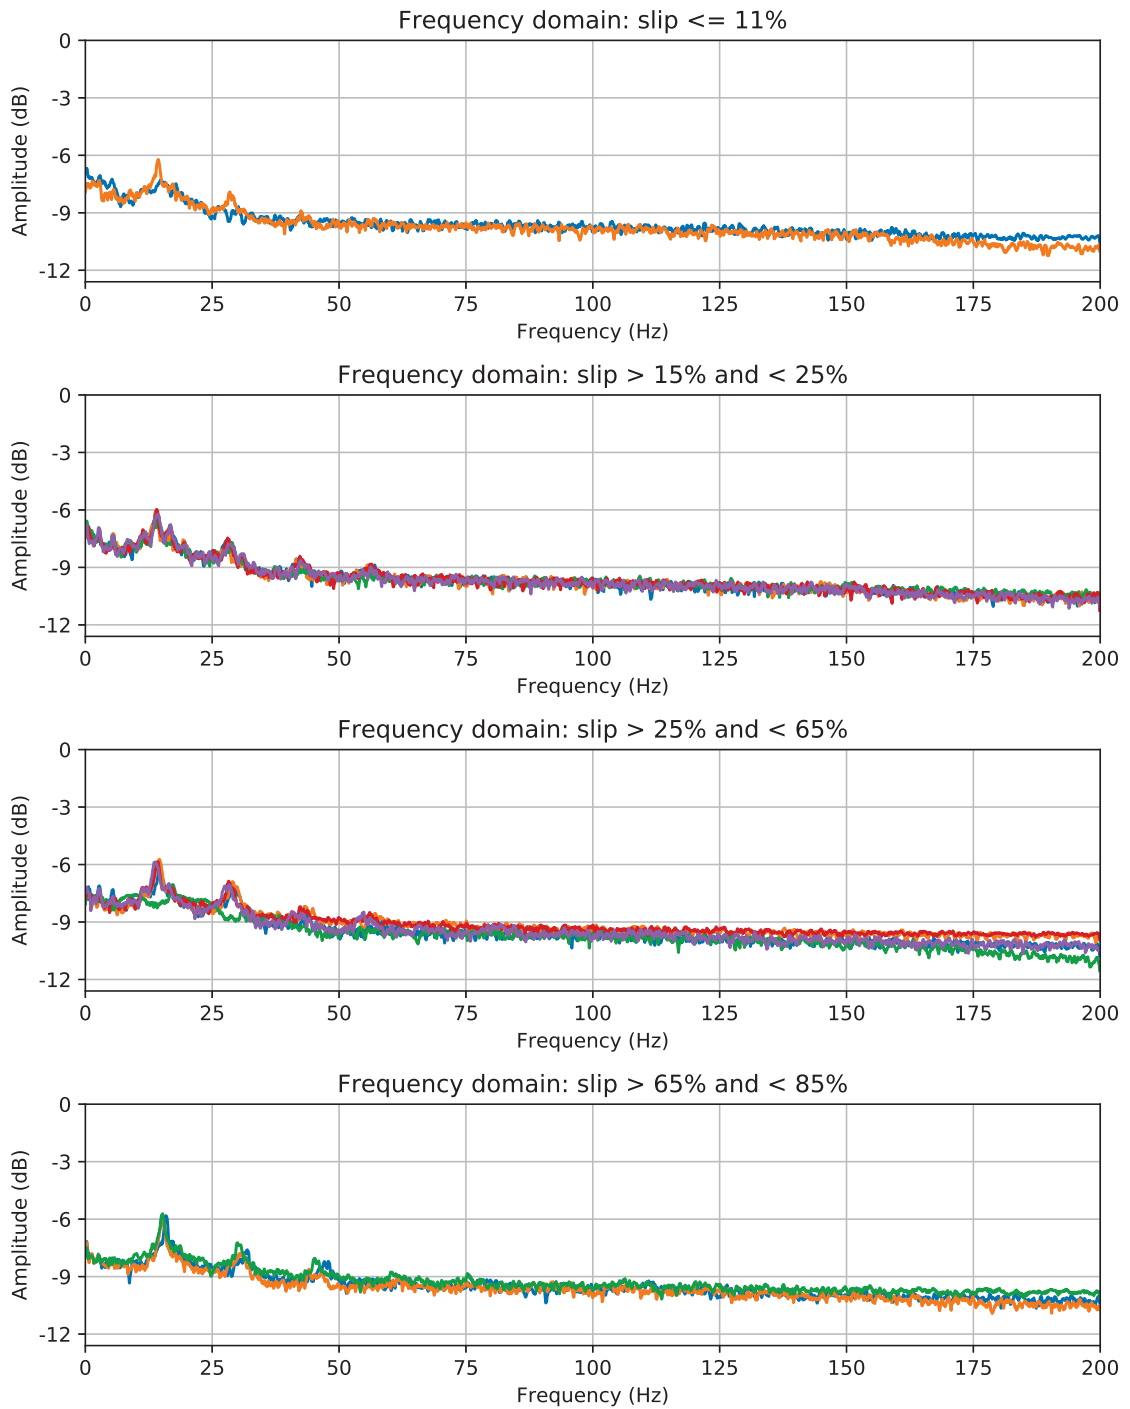 Frequency domain: slip <= 11%
0
-3
-6
-9
-12
Amplitude (dB)
0 25 50 75 100 125 150 175 200
Frequency (Hz)
Frequency domain: slip > 15% and < 25%
0
-3
-6
-9
-12
Amplitude (dB)
0 25 50 75 100 125 150 175 200
Frequency (Hz)
Frequency domain: slip > 25% and < 65%
0
-3
-6
-9
-12
Amplitude (dB)
0 25 50 75 100 125 150 175 200
Frequency (Hz)
Frequency domain: slip > 65% and < 85%
0
-3
-6
-9
-12
Amplitude (dB)
0 25 50 75 100 125 150 175 200
Frequency (Hz)